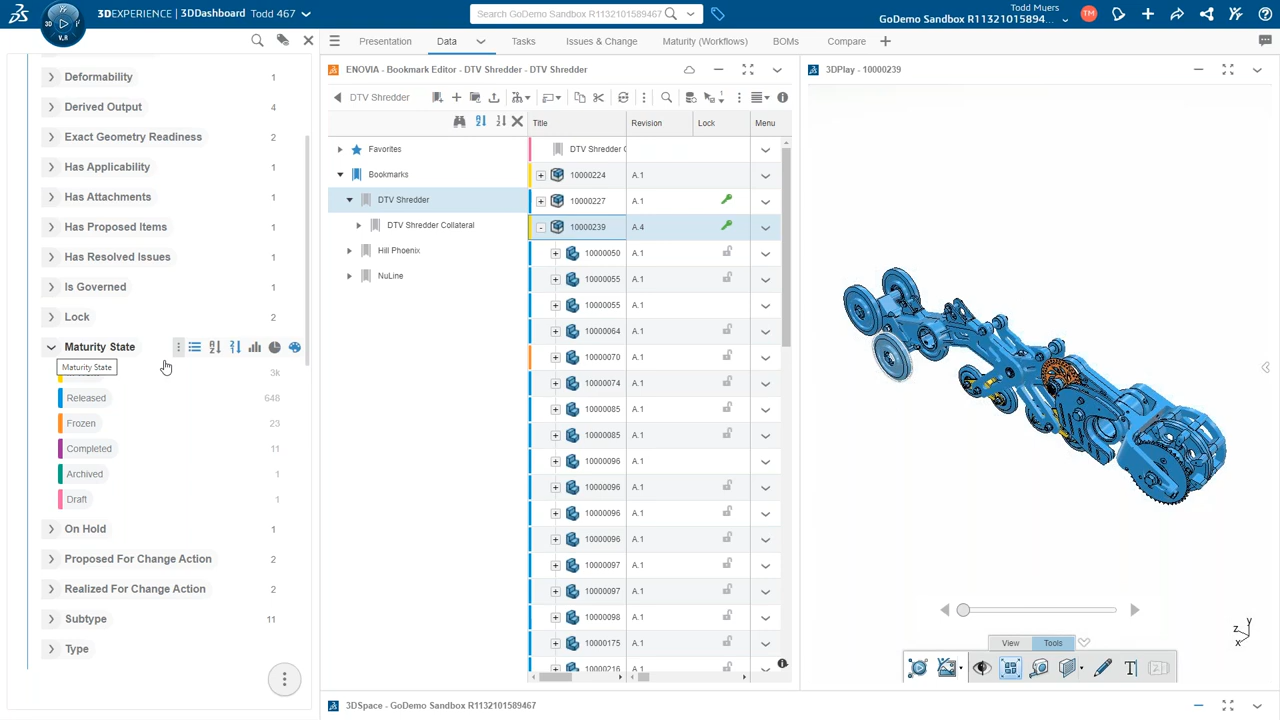 3DEXPERIENCE | 3DDashboard Todd 467
Search GoDemo Sandbox R1132101589467
Todd Muers
GoDemo Sandbox R113210105894...
TM
3D
V,R
Presentation
Data
Tasks
Issues & Change
Maturity (Workflows)
BOMs
Compare
Deformability 1
Derived Output 4
Exact Geometry Readiness 2
Has Applicability 1
Has Attachments 1
Has Proposed Items 1
Has Resolved Issues 1
Is Governed 1
Lock 2
Maturity State
Maturity State
3k
Released 648
Frozen 23
Completed 11
Archived 1
Draft 1
On Hold 1
Proposed For Change Action 2
Realized For Change Action 2
Subtype 11
Type
ENOVIA - Bookmark Editor - DTV Shredder - DTV Shredder
DTV Shredder
Favorites
Bookmarks
DTV Shredder
DTV Shredder Collateral
Hill Phoenix
NuLine
Title Revision Lock Menu
DTV Shredder C
10000224 A.1
10000227 A.1
10000239 A.4
10000050 A.1
10000055 A.1
10000055 A.1
10000064 A.1
10000070 A.1
10000074 A.1
10000085 A.1
10000085 A.1
10000096 A.1
10000096 A.1
10000096 A.1
10000096 A.1
10000097 A.1
10000097 A.1
10000098 A.1
10000175 A.1
10000216 A.1
3DPlay - 10000239
View
Tools
y
z
x
3DSpace - GoDemo Sandbox R1132101589467